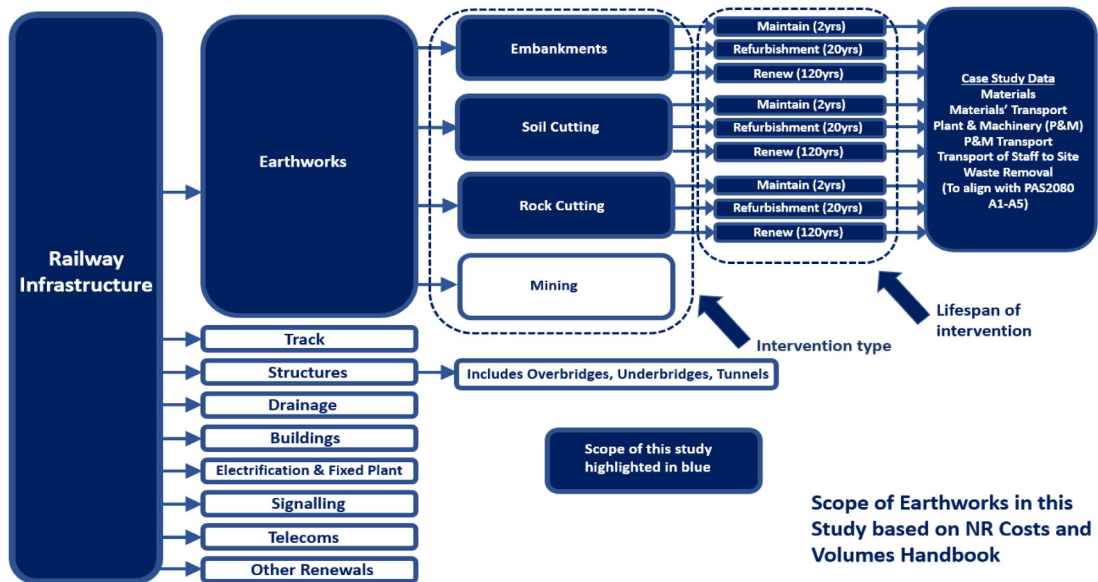 Railway
Infrastructure
Earthworks
Embankments
Soil Cutting
Rock Cutting
Mining
Maintain (2yrs)
Refurbishment (20yrs)
Renew (120yrs)
Maintain (2yrs)
Refurbishment (20yrs)
Renew (120yrs)
Maintain (2yrs)
Refurbishment (20yrs)
Renew (120yrs)
Case Study Data
Materials
Materials’ Transport
Plant & Machinery (P&M)
P&M Transport
Transport of Staff to Site
Waste Removal
(To align with PAS2080
A1-A5)
Intervention type
Lifespan of
intervention
Track
Structures
Includes Overbridges, Underbridges, Tunnels
Drainage
Buildings
Electrification & Fixed Plant
Signalling
Telecoms
Other Renewals
Scope of this study
highlighted in blue
Scope of Earthworks in this
Study based on NR Costs and
Volumes Handbook